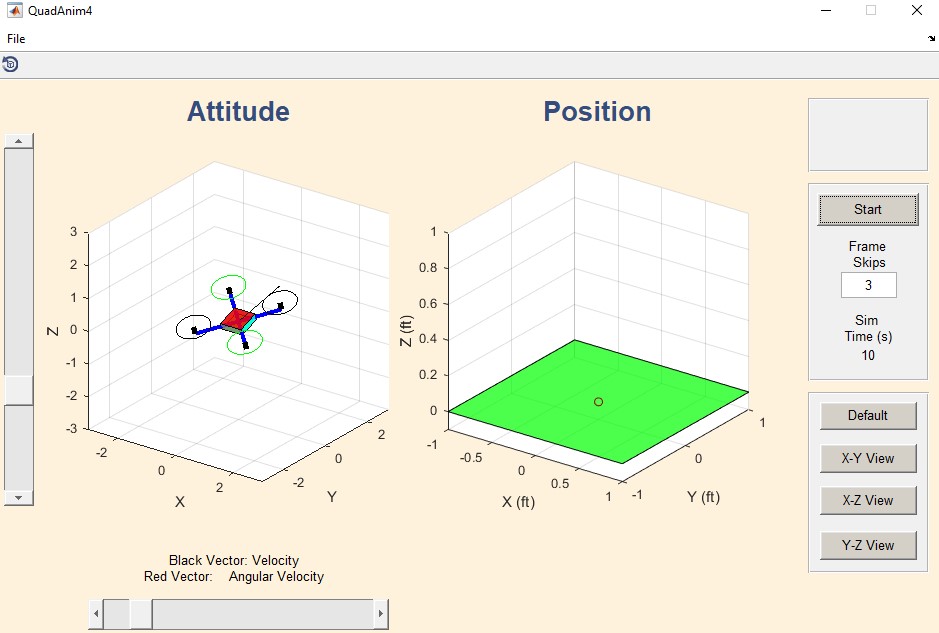 QuadAnim4
File
Attitude
Position
3
2
1
0
-1
-2
-3
Z
-2
0
2
X
-2
0
2
Y
1
0.8
0.6
0.4
0.2
0
Z (ft)
-1
-0.5
0
0.5
1
X (ft)
-1
0
1
Y (ft)
Black Vector: Velocity
Red Vector: Angular Velocity
Start
Frame
Skips
3
Sim
Time (s)
10
Default
X-Y View
X-Z View
Y-Z View